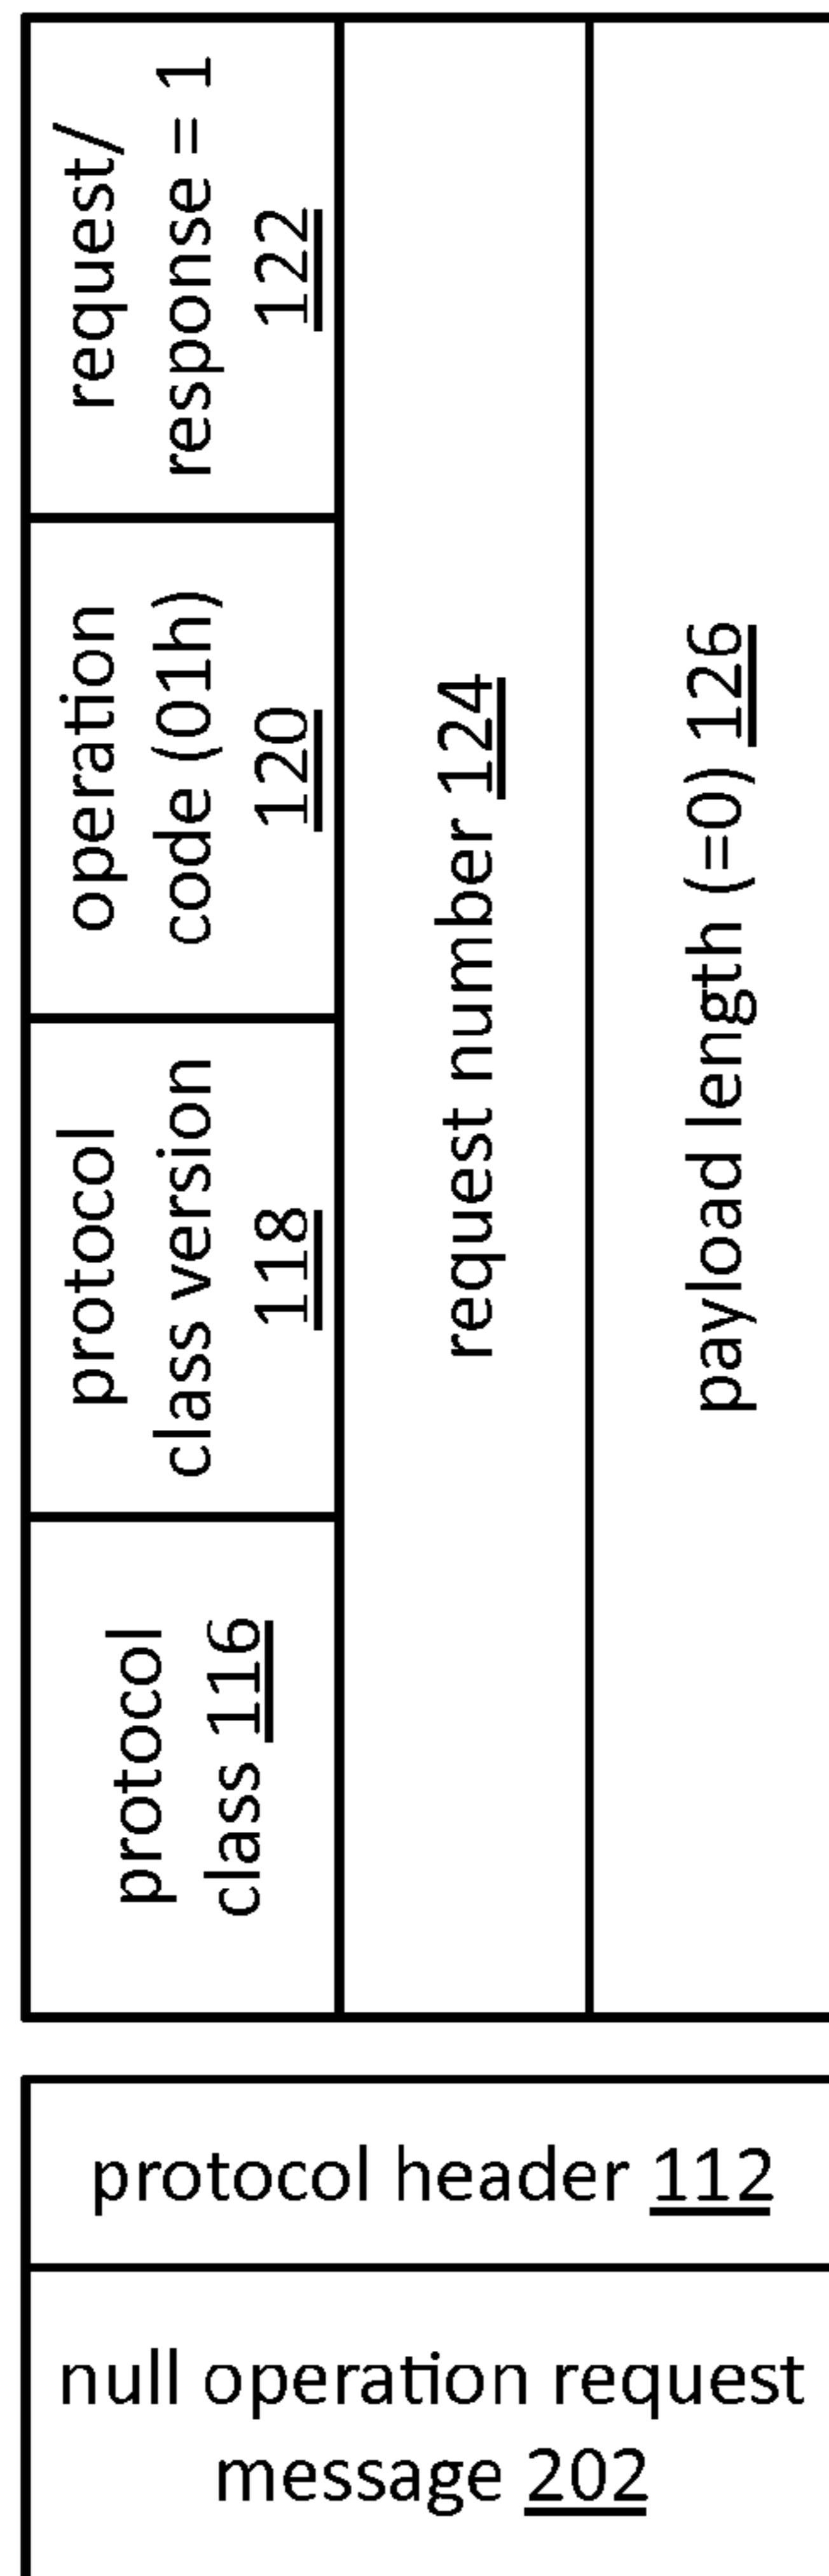 request/
response = 1
122
operation
code (01h)
120
protocol
class version
118
protocol
class 116
request number 124
payload length (=0) 126
protocol header 112
null operation request
message 202